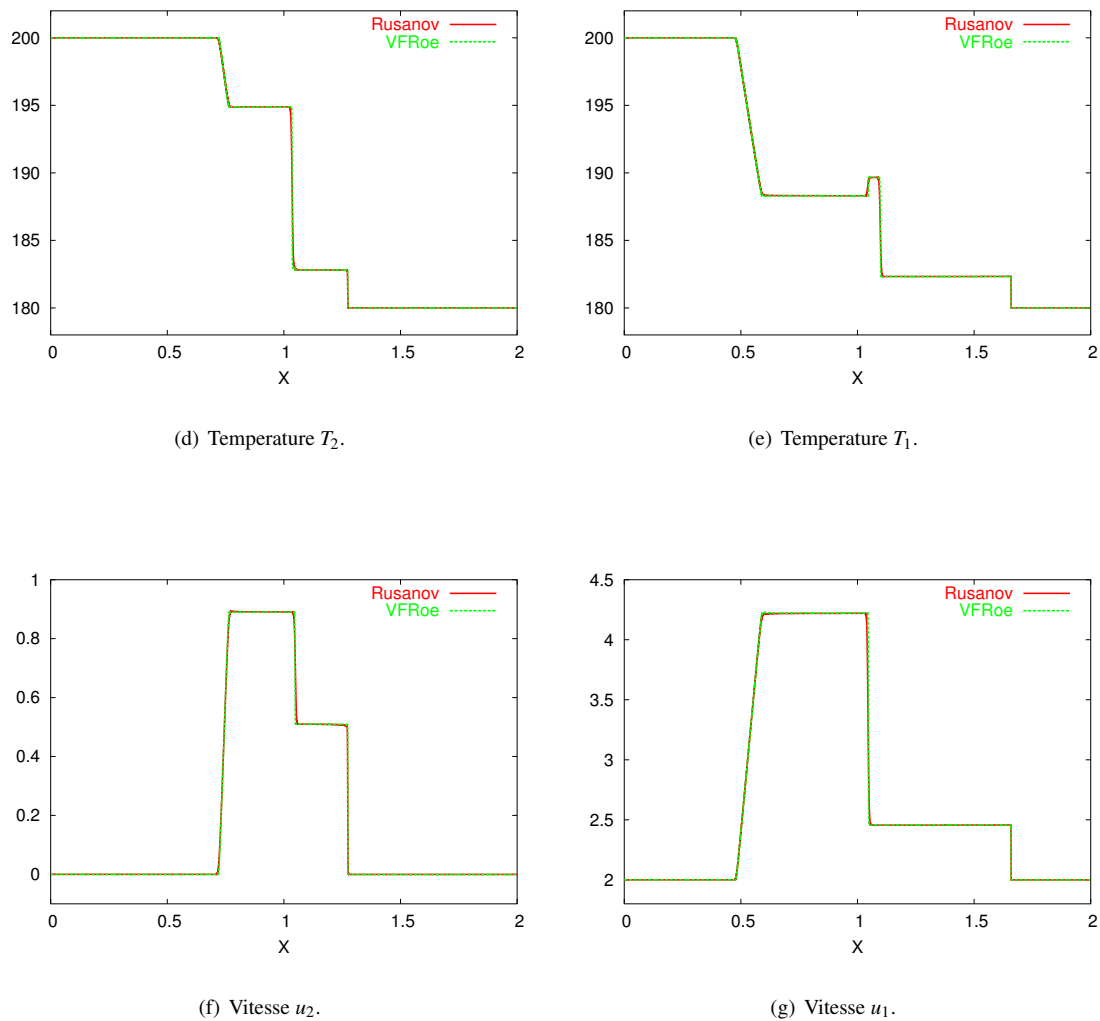 Rusanov
VFRoe
200
195
190
185
180
0
0.5
1
1.5
2
X
(d) Temperature T2.
Rusanov
VFRoe
200
195
190
185
180
0
0.5
1
1.5
2
X
(e) Temperature T1.
Rusanov
VFRoe
1
0.8
0.6
0.4
0.2
0
0
0.5
1
1.5
2
X
(f) Vitesse u2.
Rusanov
VFRoe
4.5
4
3.5
3
2.5
2
0
0.5
1
1.5
2
X
(g) Vitesse u1.